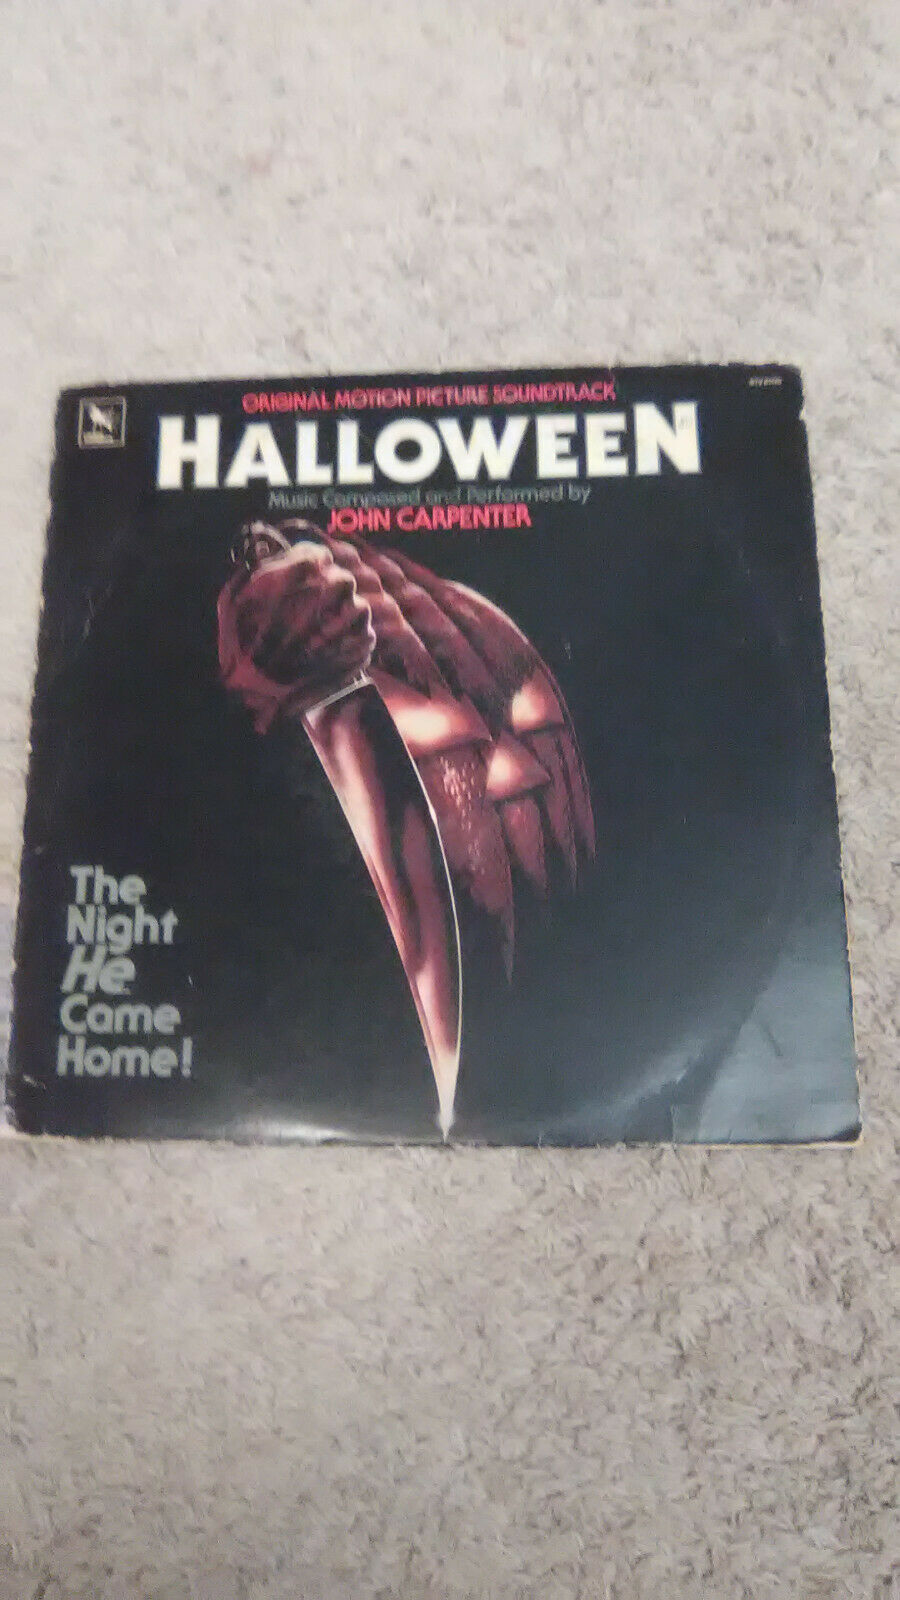 ORIGINAL MOTION PICTURE SOUNDTRACK
HALLOWEEN
Music Composed and Performed by
JOHN CARPENTER
The
Night
He
Came
Home!